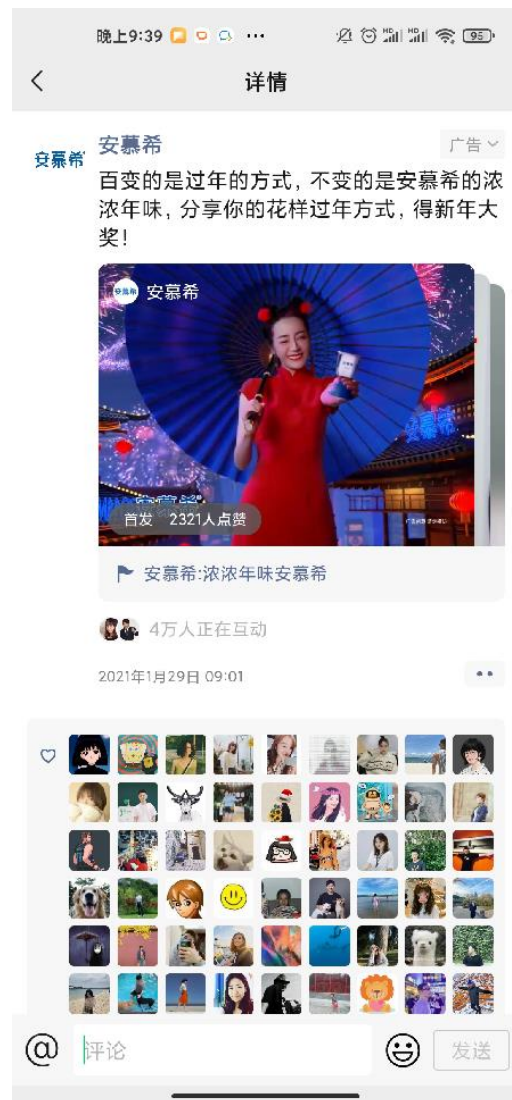 晚上9:39
95
详情
安慕希
安慕希
广告
百变的是过年的方式，不变的是安慕希的浓
浓年味，分享你的花样过年方式，得新年大
奖！
安慕希
安慕希
首发 2321人点赞
安慕希:浓浓年味安慕希
4万人正在互动
2021年1月29日 09:01
@
评论
发送